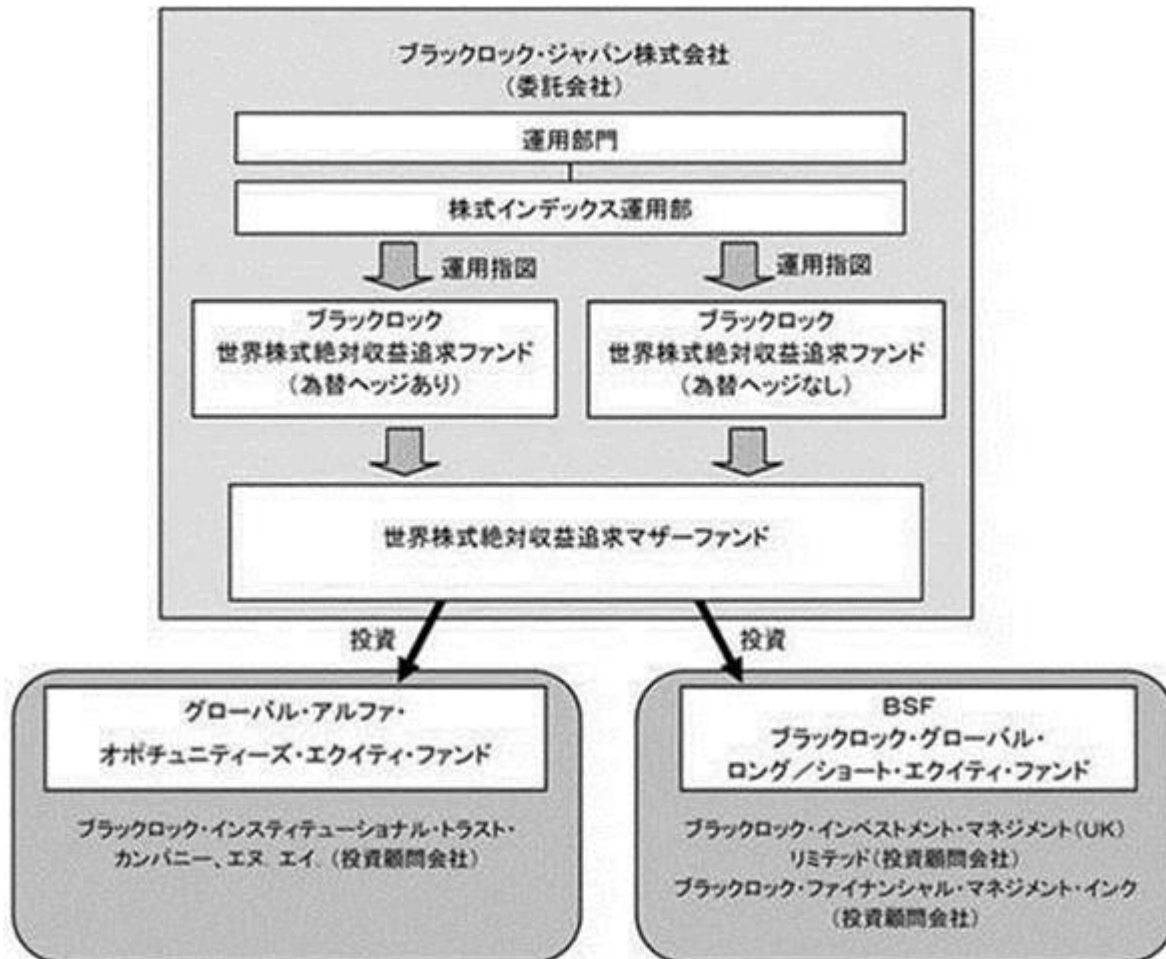 ブラックロック・ジャパン株式会社
（委託会社）
運用部門
株式インデックス運用部
運用指図
運用指図
ブラックロック
世界株式絶対収益追求ファンド
（為替ヘッジあり）
ブラックロック
世界株式絶対収益追求ファンド
（為替ヘッジなし）
世界株式絶対収益追求マザーファンド
投資
投資
グローバル・アルファ・
オポチュニティーズ・エクイティ・ファンド
ブラックロック・インスティテューショナル・トラスト・
カンパニー、エヌ．エイ．（投資顧問会社）
ＢＳＦ
ブラックロック・グローバル・
ロング／ショート・エクイティ・ファンド
ブラックロック・インベストメント・マネジメント（ＵＫ）
リミテッド（投資顧問会社）
ブラックロック・ファイナンシャル・マネジメント・インク
（投資顧問会社）